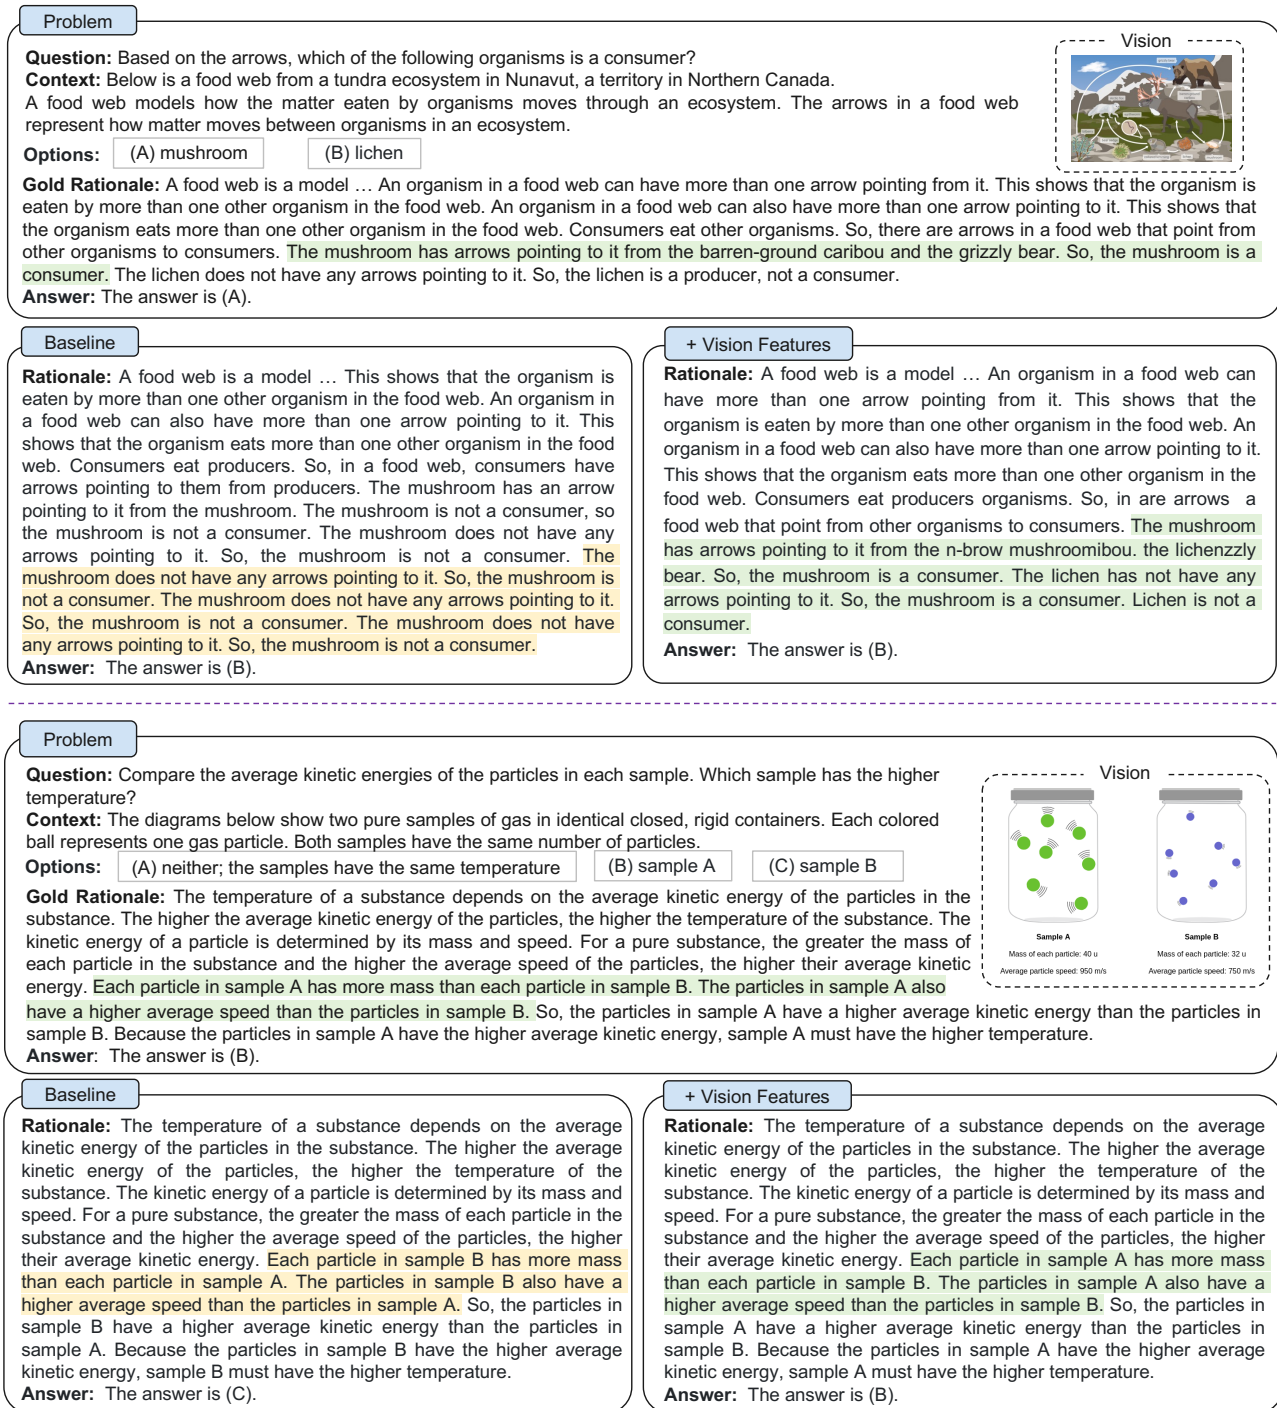 Problem
Question: Based on the arrows, which of the following organisms is a consumer?
Context: Below is a food web from a tundra ecosystem in Nunavut, a territory in Northern Canada.
A food web models how the matter eaten by organisms moves through an ecosystem. The arrows in a food web
represent how matter moves between organisms in an ecosystem.
Options: (A) mushroom (B) lichen
Vision
Gold Rationale: A food web is a model ... An organism in a food web can have more than one arrow pointing from it. This shows that the organism is
eaten by more than one other organism in the food web. An organism in a food web can also have more than one arrow pointing to it. This shows that
the organism eats more than one other organism in the food web. Consumers eat other organisms. So, there are arrows in a food web that point from
other organisms to consumers. The mushroom has arrows pointing to it from the barren-ground caribou and the grizzly bear. So, the mushroom is a
consumer. The lichen does not have any arrows pointing to it. So, the lichen is a producer, not a consumer.
Answer: The answer is (A).
Baseline
Rationale: A food web is a model ... This shows that the organism is
eaten by more than one other organism in the food web. An organism in
a food web can also have more than one arrow pointing to it. This
shows that the organism eats more than one other organism in the food
web. Consumers eat producers. So, in a food web, consumers have
arrows pointing to them from producers. The mushroom has an arrow
pointing to it from the mushroom. The mushroom is not a consumer, so
the mushroom is not a consumer. The mushroom does not have any
arrows pointing to it. So, the mushroom is not a consumer. The
mushroom does not have any arrows pointing to it. So, the mushroom is
not a consumer. The mushroom does not have any arrows pointing to it.
So, the mushroom is not a consumer. The mushroom does not have
any arrows pointing to it. So, the mushroom is not a consumer.
Answer: The answer is (B).
+ Vision Features
Rationale: A food web is a model ... An organism in a food web can
have more than one arrow pointing from it. This shows that the
organism is eaten by more than one other organism in the food web. An
organism in a food web can also have more than one arrow pointing to it.
This shows that the organism eats more than one other organism in the
food web. Consumers eat producers organisms. So, in are arrows a
food web that point from other organisms to consumers. The mushroom
has arrows pointing to it from the n-brow mushroomibou. the lichenzzly
bear. So, the mushroom is a consumer. The lichen has not have any
arrows pointing to it. So, the mushroom is a consumer. Lichen is not a
consumer.
Answer: The answer is (B).
Problem
Question: Compare the average kinetic energies of the particles in each sample. Which sample has the higher
temperature?
Context: The diagrams below show two pure samples of gas in identical closed, rigid containers. Each colored
ball represents one gas particle. Both samples have the same number of particles.
Options: (A) neither; the samples have the same temperature (B) sample A (C) sample B
Vision
Sample A
Mass of each particle: 40 u
Average particle speed: 950 m/s
Sample B
Mass of each particle: 32 u
Average particle speed: 750 m/s
Gold Rationale: The temperature of a substance depends on the average kinetic energy of the particles in the
substance. The higher the average kinetic energy of the particles, the higher the temperature of the substance. The
kinetic energy of a particle is determined by its mass and speed. For a pure substance, the greater the mass of
each particle in the substance and the higher the average speed of the particles, the higher their average kinetic
energy. Each particle in sample A has more mass than each particle in sample B. The particles in sample A also
have a higher average speed than the particles in sample B. So, the particles in sample A have a higher average kinetic energy than the particles in
sample B. Because the particles in sample A have the higher average kinetic energy, sample A must have the higher temperature.
Answer: The answer is (B).
Baseline
Rationale: The temperature of a substance depends on the average
kinetic energy of the particles in the substance. The higher the average
kinetic energy of the particles, the higher the temperature of the
substance. The kinetic energy of a particle is determined by its mass and
speed. For a pure substance, the greater the mass of each particle in the
substance and the higher the average speed of the particles, the higher
their average kinetic energy. Each particle in sample B has more mass
than each particle in sample A. The particles in sample B also have a
higher average speed than the particles in sample A. So, the particles in
sample B have a higher average kinetic energy than the particles in
sample A. Because the particles in sample B have the higher average
kinetic energy, sample B must have the higher temperature.
Answer: The answer is (C).
+ Vision Features
Rationale: The temperature of a substance depends on the average
kinetic energy of the particles in the substance. The higher the average
kinetic energy of the particles, the higher the temperature of the
substance. The kinetic energy of a particle is determined by its mass and
speed. For a pure substance, the greater the mass of each particle in the
substance and the higher the average speed of the particles, the higher
their average kinetic energy. Each particle in sample A has more mass
than each particle in sample B. The particles in sample A also have a
higher average speed than the particles in sample B. So, the particles in
sample A have a higher average kinetic energy than the particles in
sample B. Because the particles in sample A have the higher average
kinetic energy, sample A must have the higher temperature.
Answer: The answer is (B).